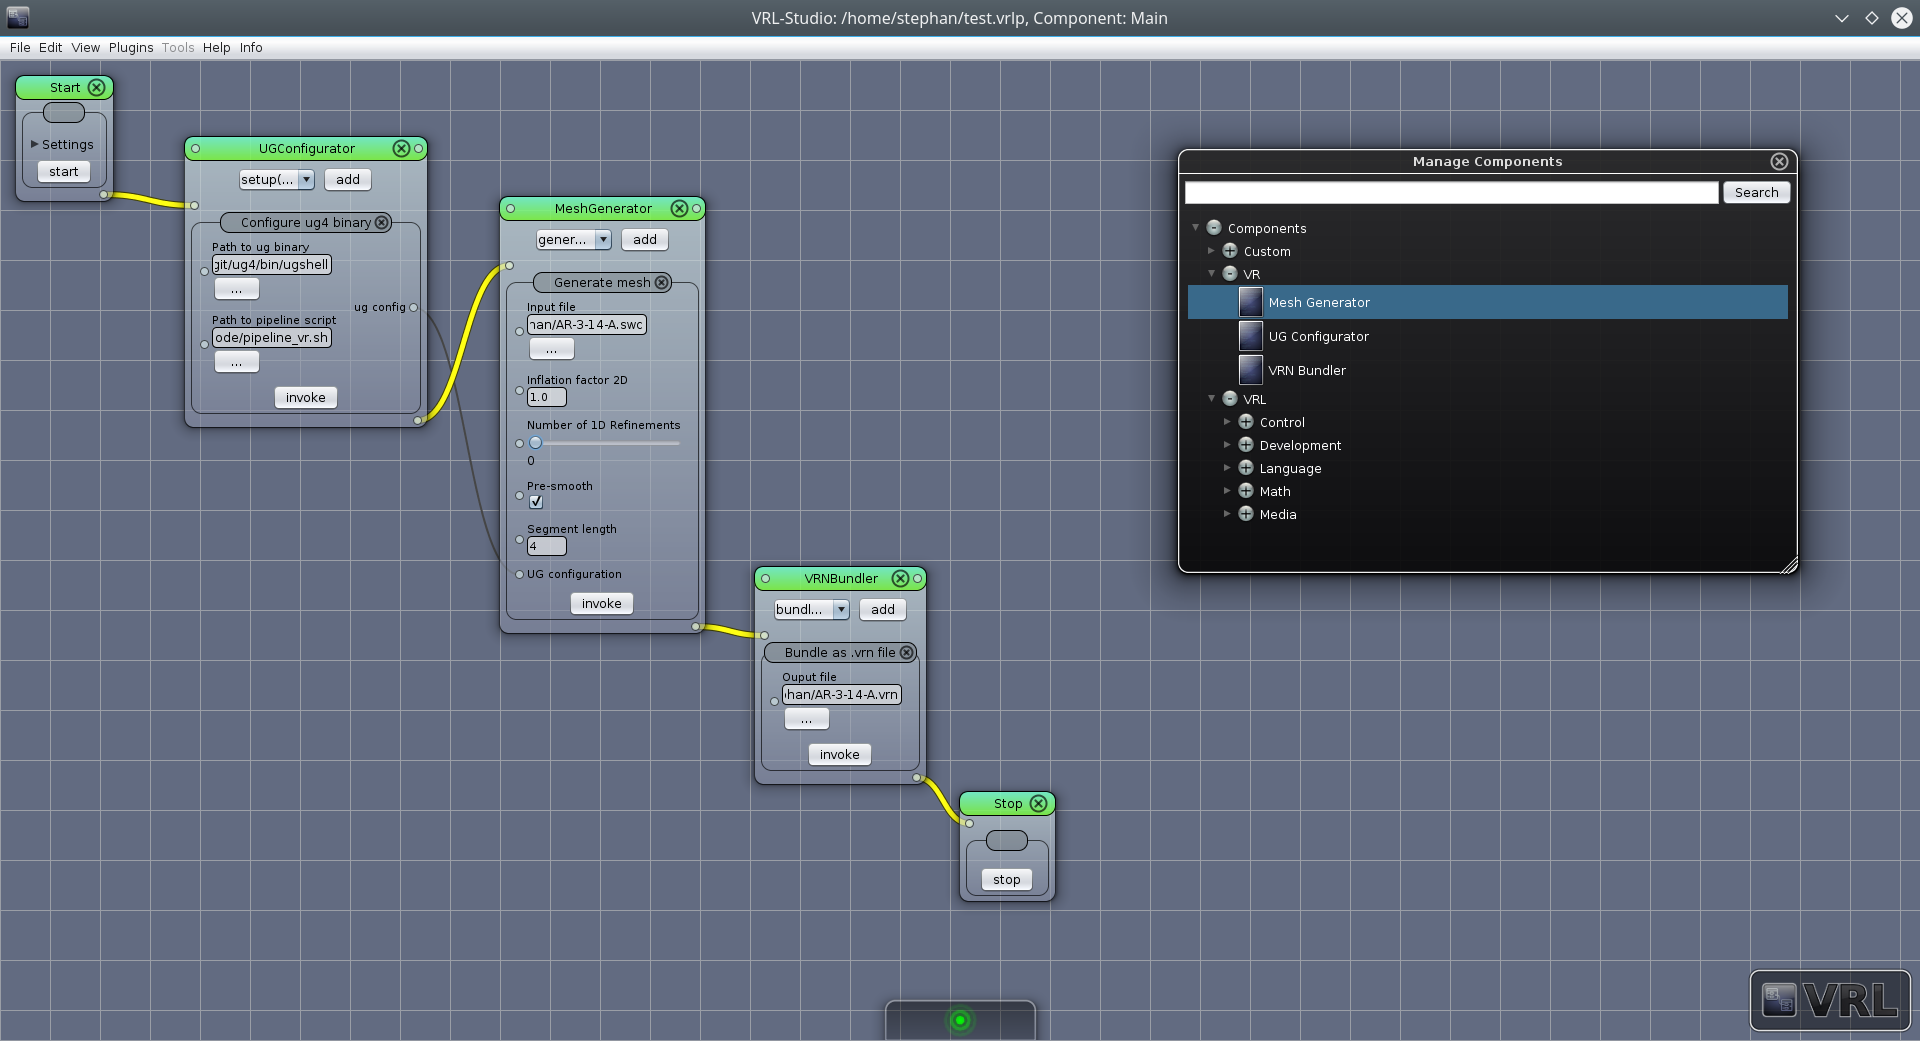 VRL-Studio: /home/stephan/test.vrlp, Component: Main
File Edit View Plugins Tools Help Info
Start
Settings
start
UGConfigurator
setup(... add
Configure ug4 binary
Path to ug binary
git/ug4/bin/ugshell
...
ug config
Path to pipeline script
ode/pipeline_vr.sh
...
invoke
MeshGenerator
gener... add
Generate mesh
Input file
han/AR-3-14-A.swc
...
Inflation factor 2D
1.0
Number of 1D Refinements
0
Pre-smooth
Segment length
4
UG configuration
invoke
VRNBundler
bundl... add
Bundle as .vrn file
Ouput file
han/AR-3-14-A.vrn
...
invoke
Stop
stop
Manage Components
Search
Components
Custom
VR
Mesh Generator
UG Configurator
VRN Bundler
VRL
Control
Development
Language
Math
Media
VRL